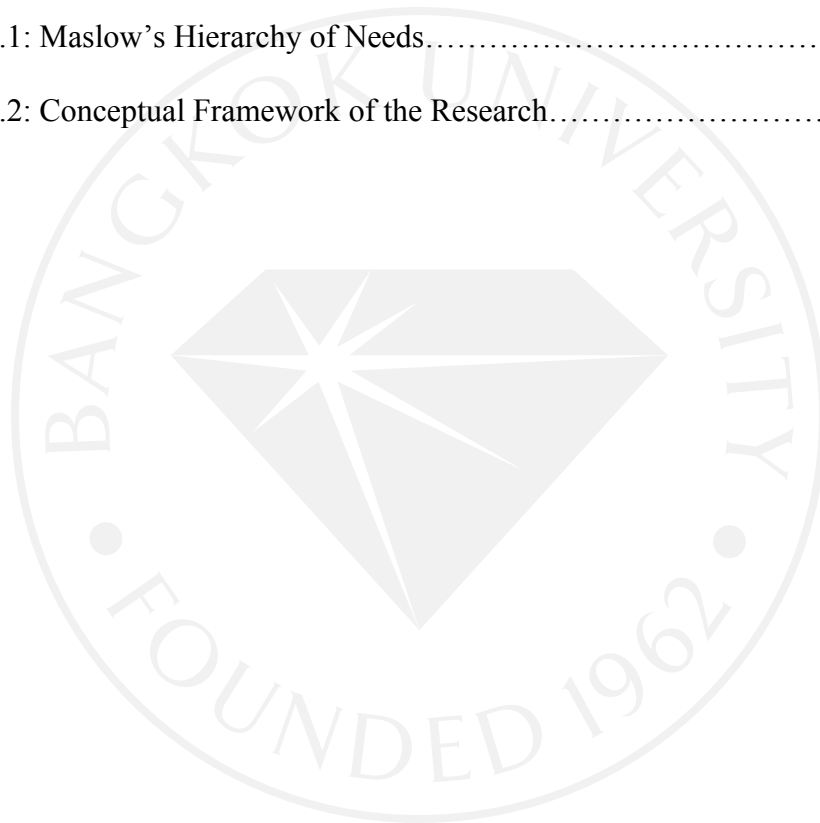 .1: Maslow’s Hierarchy of Needs……………………………….
.2: Conceptual Framework of the Research…………………….
BANGKOK UNIVERSITY
FOUNDED 1962